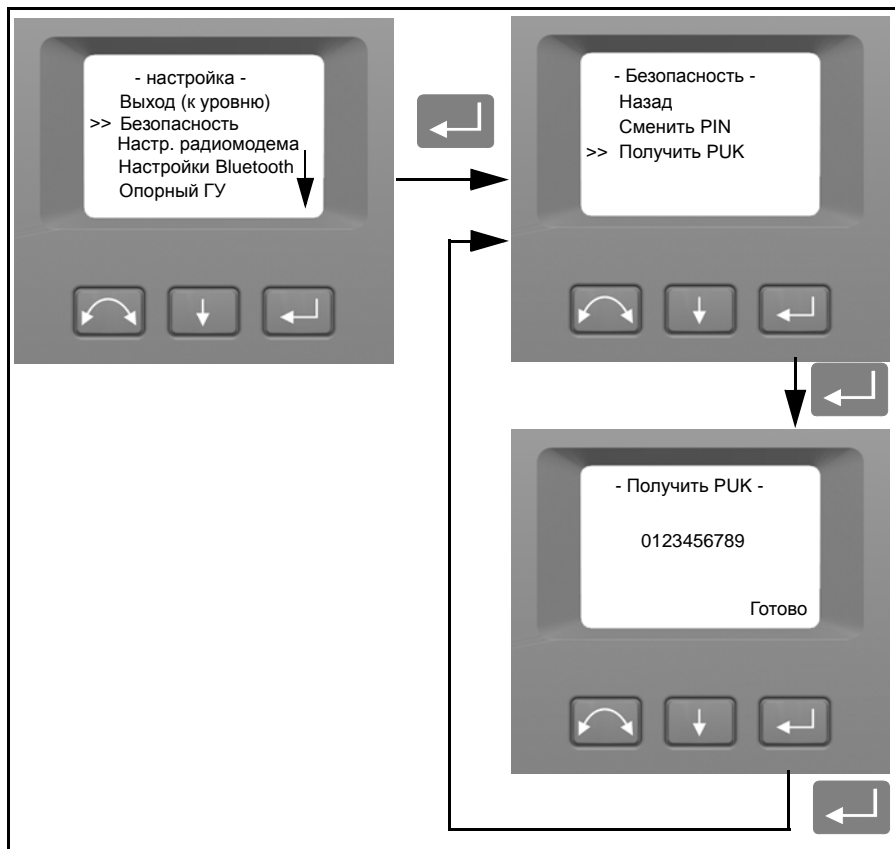 - настройка -
Выход (к уровню)
>> Безопасность
Настр. радиомодема
Настройки Bluetooth
Опорный ГУ
- Безопасность -
Назад
Сменить PIN
>> Получить PUK
- Получить PUK -
0123456789
Готово